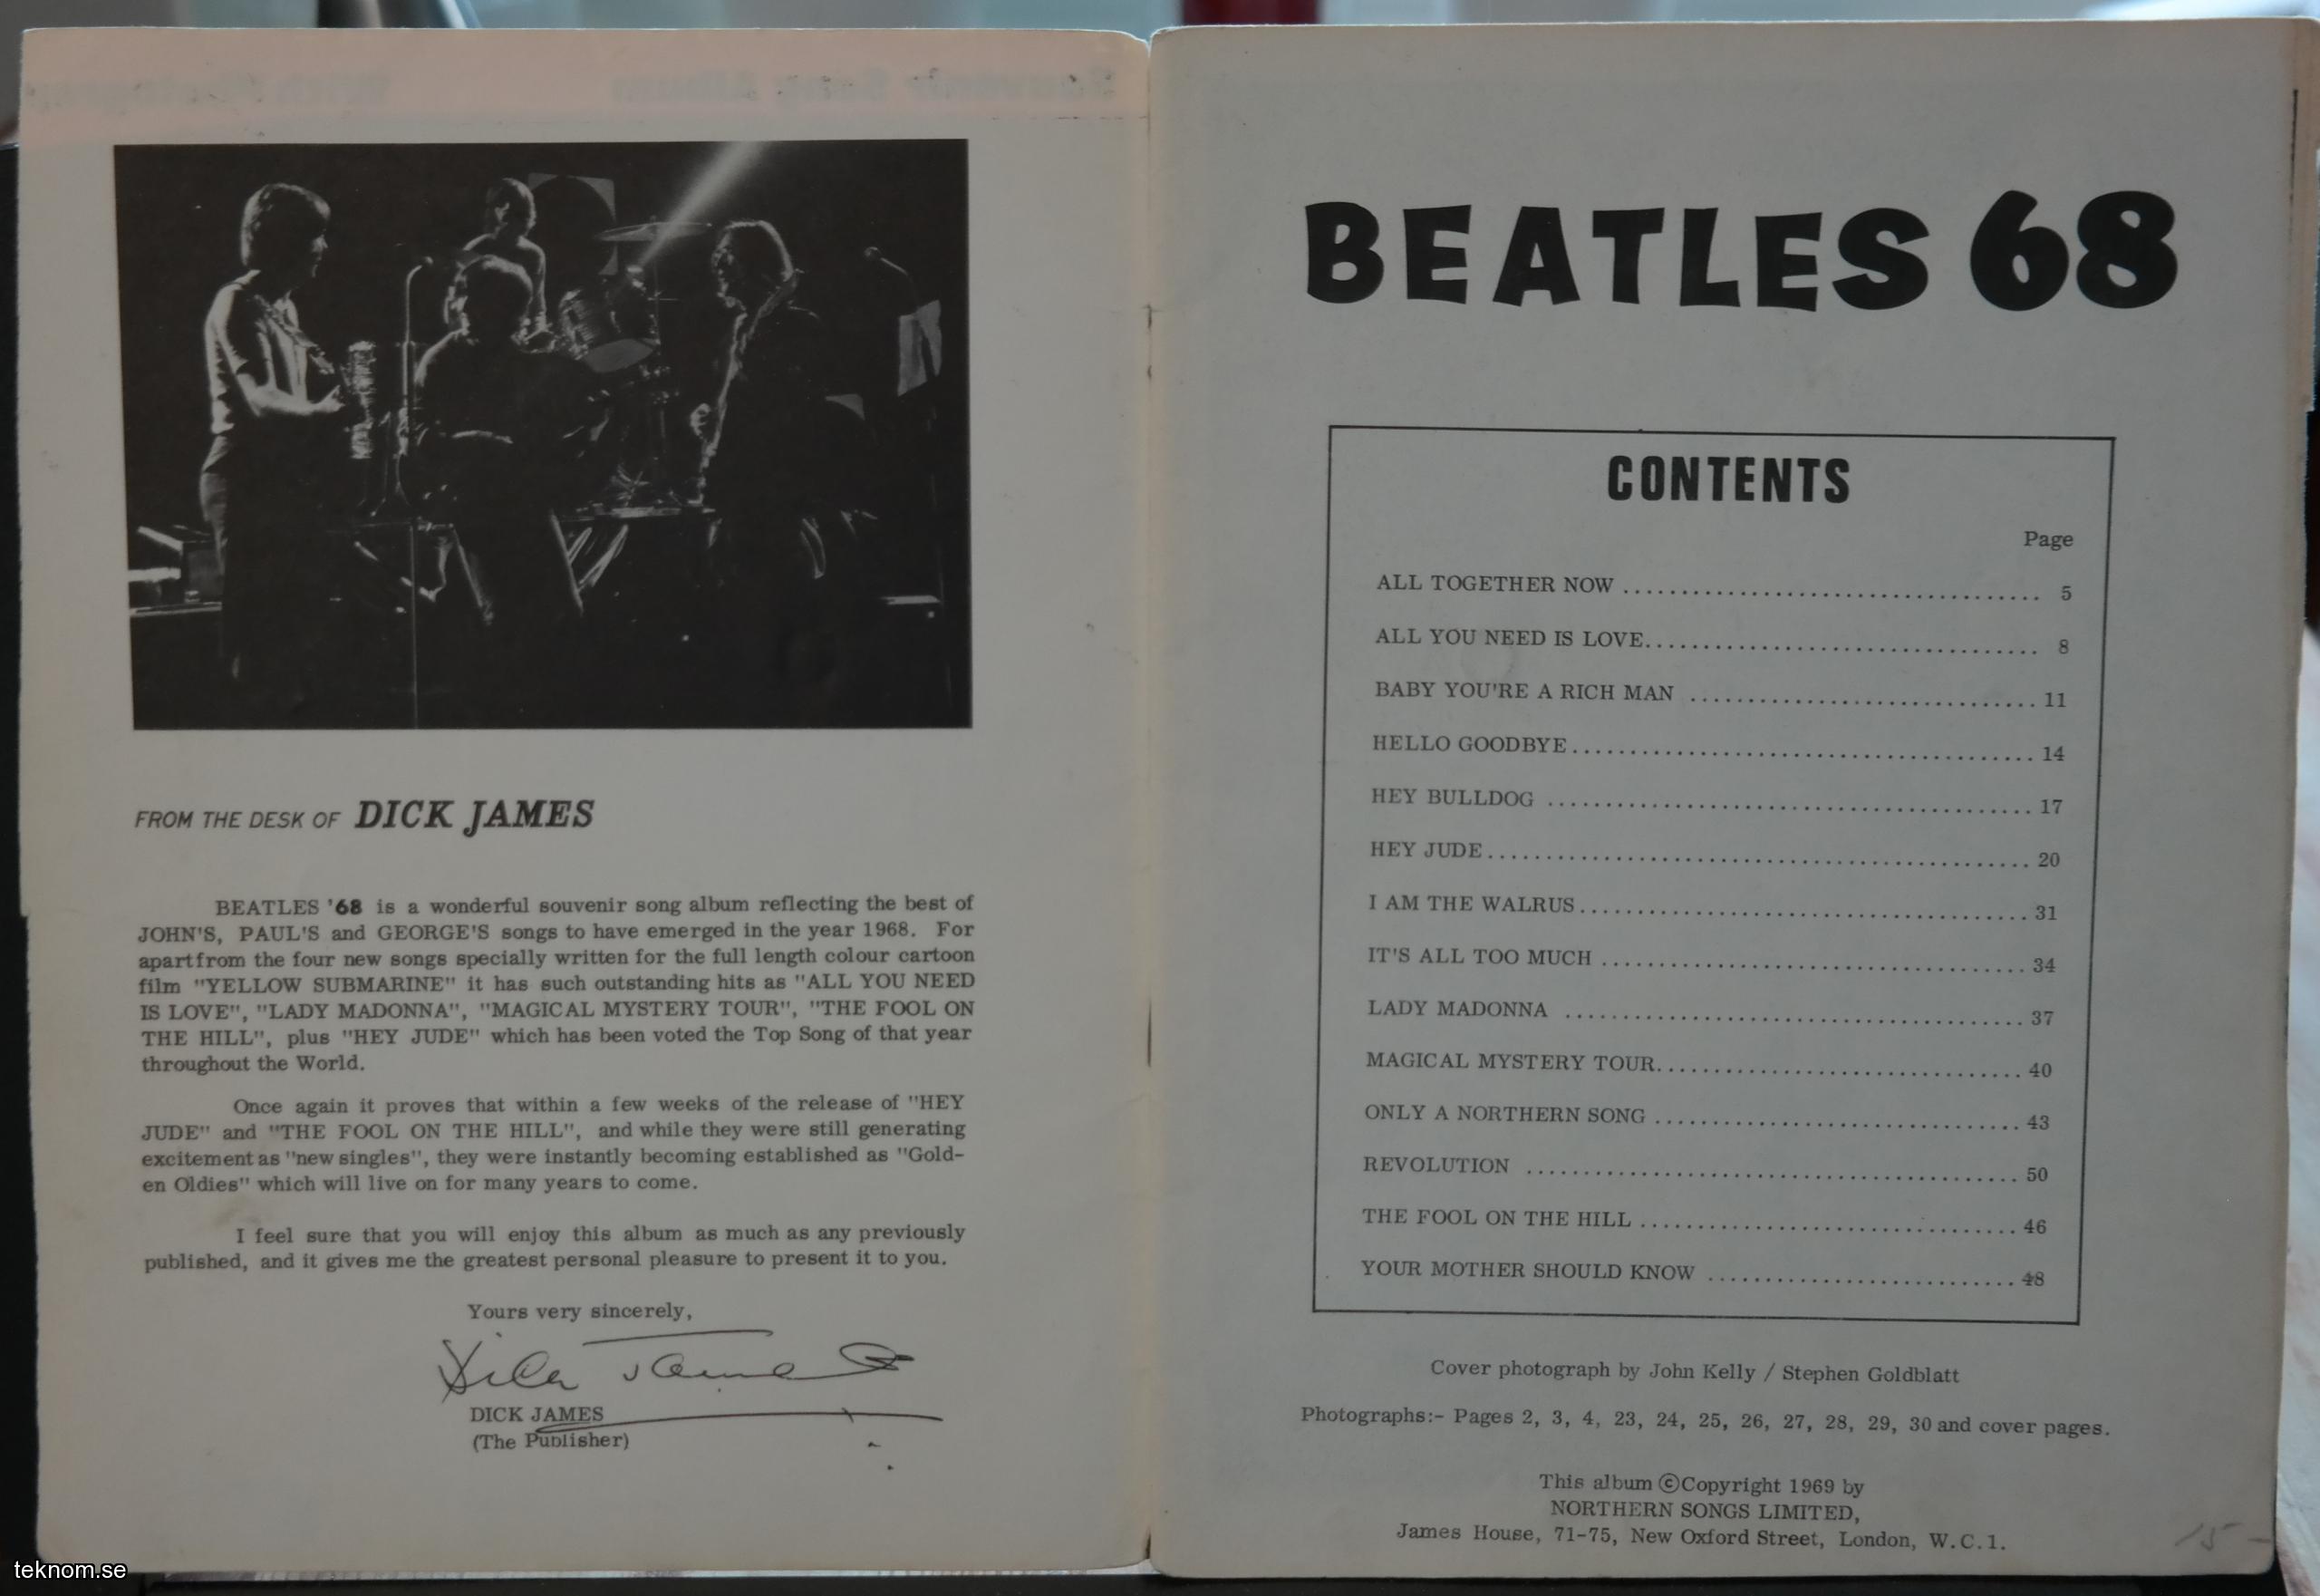 FROM THE DESK OF DICK JAMES
BEATLES '68 is a wonderful souvenir song album reflecting the best of
JOHN'S, PAUL'S and GEORGE'S songs to have emerged in the year 1968. For
apart from the four new songs specially written for the full length colour cartoon
film "YELLOW SUBMARINE" it has such outstanding hits as "ALL YOU NEED
IS LOVE", "LADY MADONNA", "MAGICAL MYSTERY TOUR", "THE FOOL ON
THE HILL", plus "HEY JUDE" which has been voted the Top Song of that year
throughout the World.
Once again it proves that within a few weeks of the release of "HEY
JUDE" and "THE FOOL ON THE HILL", and while they were still generating
excitement as "new singles", they were instantly becoming established as "Gold-
en Oldies" which will live on for many years to come.
I feel sure that you will enjoy this album as much as any previously
published, and it gives me the greatest personal pleasure to present it to you.
Yours very sincerely,
Dick James
DICK JAMES
(The Publisher)
BEATLES 68
CONTENTS
Page
ALL TOGETHER NOW ........ 5
ALL YOU NEED IS LOVE........ 8
BABY YOU'RE A RICH MAN ........ 11
HELLO GOODBYE........ 14
HEY BULLDOG ........ 17
HEY JUDE........ 20
I AM THE WALRUS........ 31
IT'S ALL TOO MUCH ........ 34
LADY MADONNA ........ 37
MAGICAL MYSTERY TOUR........ 40
ONLY A NORTHERN SONG ........ 43
REVOLUTION ........ 50
THE FOOL ON THE HILL ........ 46
YOUR MOTHER SHOULD KNOW ........ 48
Cover photograph by John Kelly / Stephen Goldblatt
Photographs:- Pages 2, 3, 4, 23, 24, 25, 26, 27, 28, 29, 30 and cover pages.
This album ©Copyright 1969 by
NORTHERN SONGS LIMITED,
James House, 71-75, New Oxford Street, London, W.C.1.
15-
teknom.se